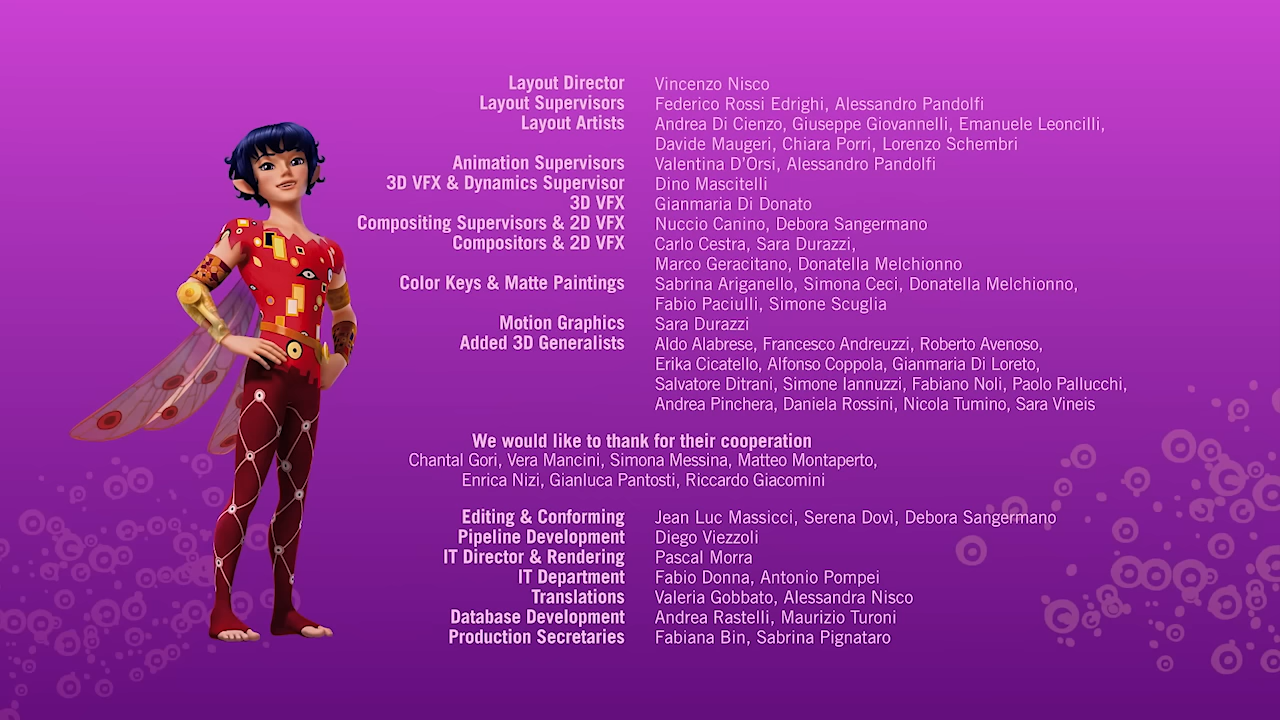 Layout Director Vincenzo Nisco
Layout Supervisors Federico Rossi Edrighi, Alessandro Pandolfi
Layout Artists Andrea Di Cienzo, Giuseppe Giovannelli, Emanuele Leoncilli,
Davide Maugeri, Chiara Porri, Lorenzo Schembri
Animation Supervisors Valentina D'Orsi, Alessandro Pandolfi
3D VFX & Dynamics Supervisor Dino Mascitelli
3D VFX Gianmaria Di Donato
Compositing Supervisors & 2D VFX Nuccio Canino, Debora Sangermano
Compositors & 2D VFX Carlo Cestra, Sara Durazzi,
Marco Geracitano, Donatella Melchionno
Color Keys & Matte Paintings Sabrina Ariganello, Simona Ceci, Donatella Melchionno,
Fabio Paciulli, Simone Scuglia
Motion Graphics Sara Durazzi
Added 3D Generalists Aldo Alabrese, Francesco Andreuzzi, Roberto Avenoso,
Erika Cicatello, Alfonso Coppola, Gianmaria Di Loreto,
Salvatore Ditrani, Simone Iannuzzi, Fabiano Noli, Paolo Pallucchi,
Andrea Pinchera, Daniela Rossini, Nicola Tumino, Sara Vineis
We would like to thank for their cooperation
Chantal Gori, Vera Mancini, Simona Messina, Matteo Montaperto,
Enrica Nizi, Gianluca Pantosti, Riccardo Giacomini
Editing & Conforming Jean Luc Massicci, Serena Dovì, Debora Sangermano
Pipeline Development Diego Viezzoli
IT Director & Rendering Pascal Morra
IT Department Fabio Donna, Antonio Pompei
Translations Valeria Gobbato, Alessandra Nisco
Database Development Andrea Rastelli, Maurizio Turoni
Production Secretaries Fabiana Bin, Sabrina Pignataro